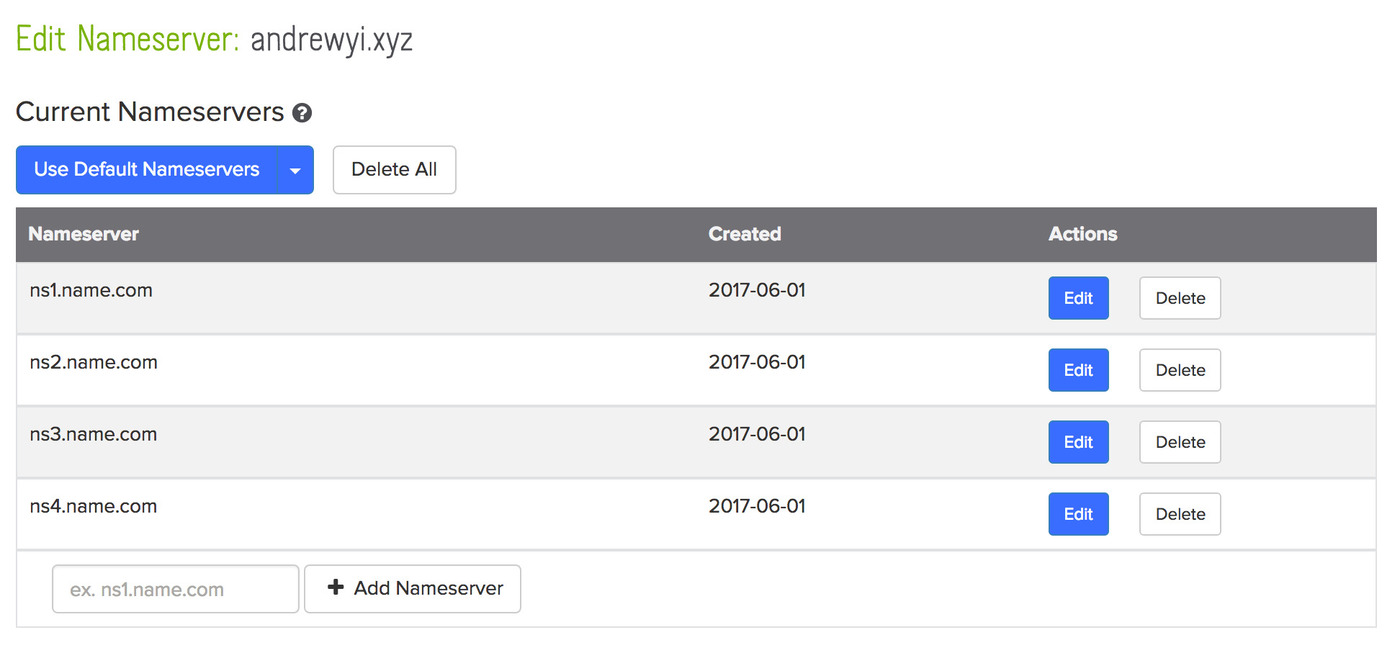 Edit Nameserver: andrewyi.xyz
Current Nameservers ?
Use Default Nameservers Delete All
Nameserver Created Actions
ns1.name.com 2017-06-01 Edit Delete
ns2.name.com 2017-06-01 Edit Delete
ns3.name.com 2017-06-01 Edit Delete
ns4.name.com 2017-06-01 Edit Delete
ex. ns1.name.com + Add Nameserver